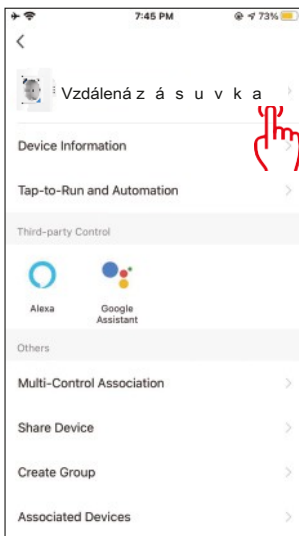 7:45 PM
73%
Vzdálená z á s u v k a
Device Information
Tap-to-Run and Automation
Third-party Control
Alexa
Google
Assistant
Others
Multi-Control Association
Share Device
Create Group
Associated Devices